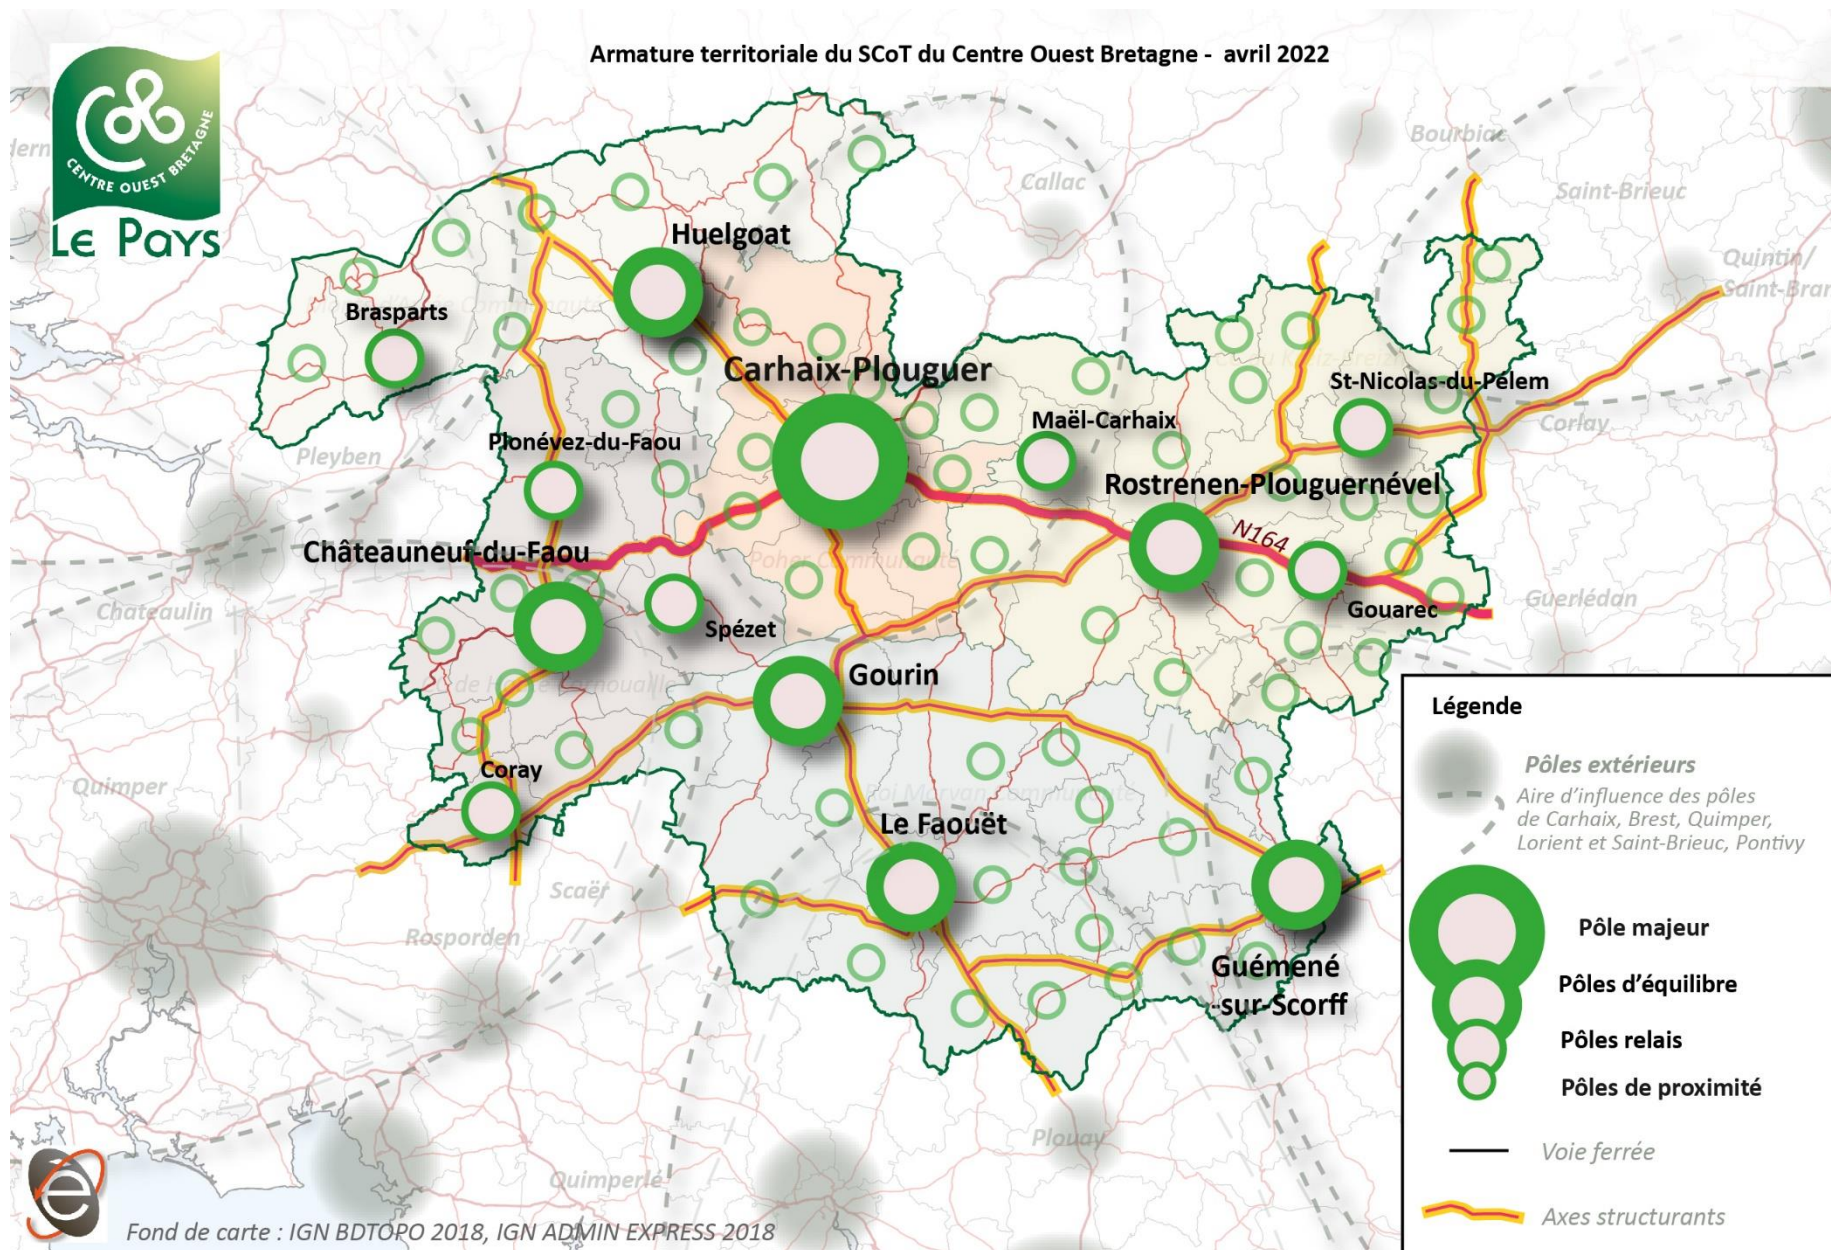 Armature territoriale du SCoT du Centre Ouest Bretagne - avril 2022
CENTRE OUEST BRETAGNE
LE PAYS
Bourbriac
Callac
Saint-Brieuc
Huelgoat
Quintin/
Saint-Bran
Brasparts
Carhaix-Plouguer
St-Nicolas-du-Pélem
Maël-Carhaix
Corlay
Plonévez-du-Faou
Pleyben
Rostrenen-Plouguernével
N164
Châteauneuf-du-Faou
Poher Communauté
Chateaulin
Gouarec
Guerlédan
Spézet
Gourin
Coray
Quimper
Roi Morvan Communauté
Le Faouët
Scaër
Rosporden
Guémené
-sur-Scorff
Plouay
Quimperlé
Légende
Pôles extérieurs
Aire d'influence des pôles
de Carhaix, Brest, Quimper,
Lorient et Saint-Brieuc, Pontivy
Pôle majeur
Pôles d'équilibre
Pôles relais
Pôles de proximité
Voie ferrée
Axes structurants
e
Fond de carte : IGN BDTOPO 2018, IGN ADMIN EXPRESS 2018